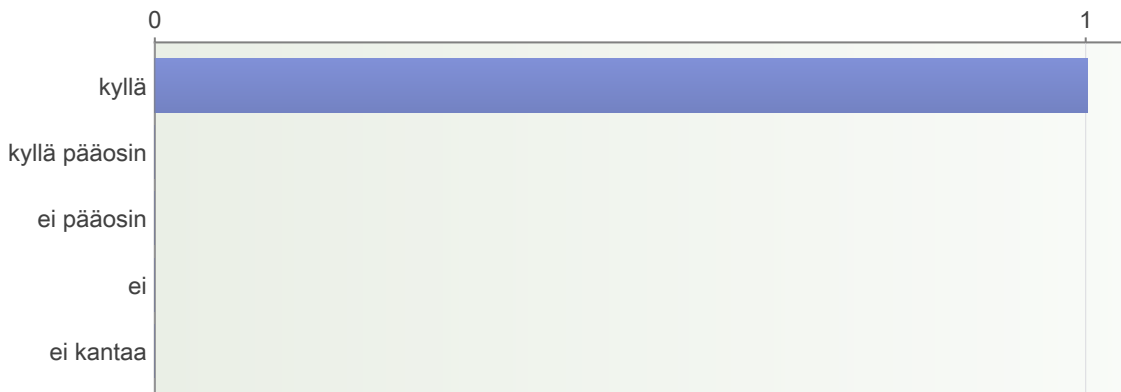 0 1
kyllä
kyllä pääosin
ei pääosin
ei
ei kantaa